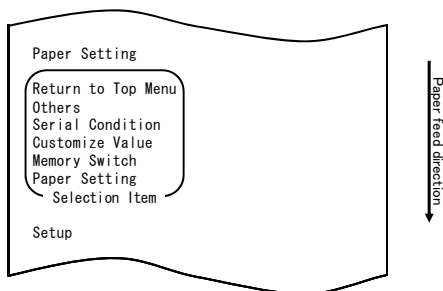 Paper Setting
Return to Top Menu
Others
Serial Condition
Customize Value
Memory Switch
Paper Setting
Selection Item
Setup
Paper feed direction